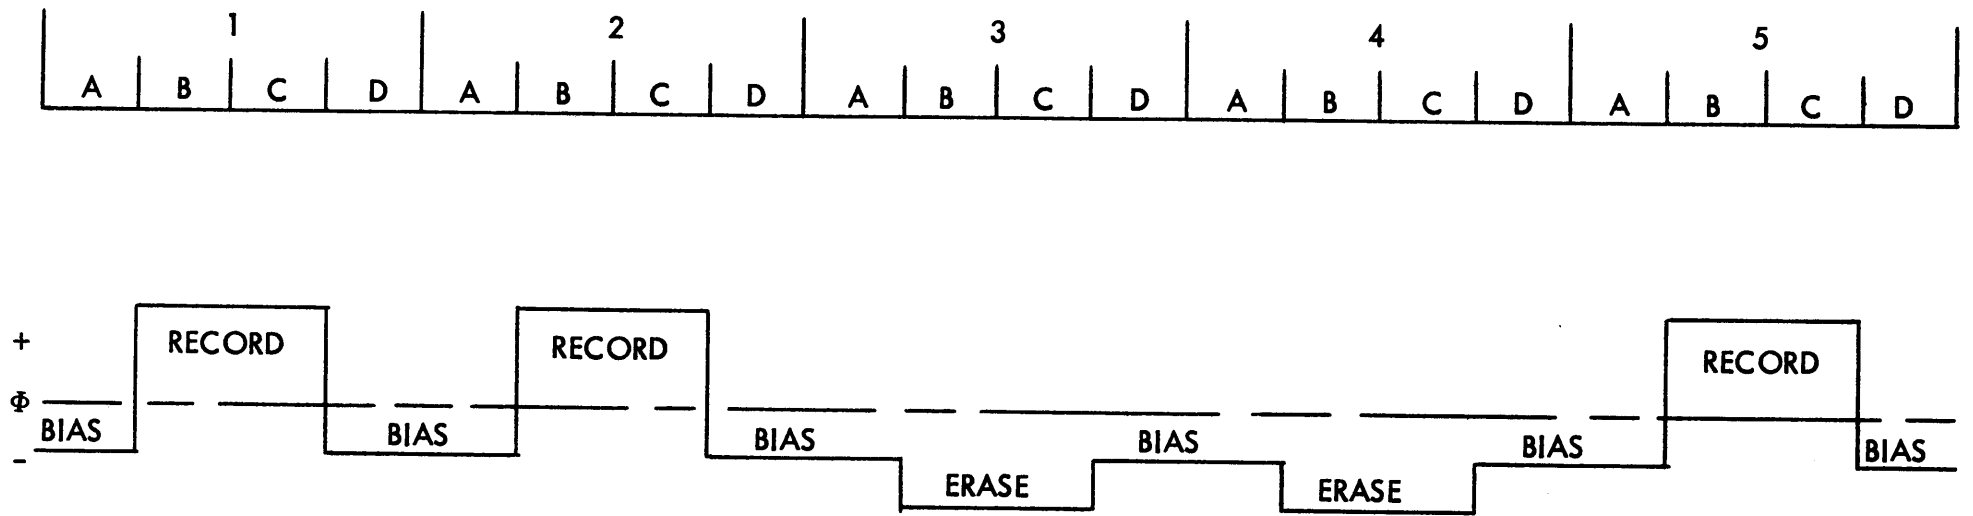 1 2 3 4 5
A B C D A B C D A B C D A B C D A B C D
+ RECORD RECORD RECORD
Φ
BIAS BIAS BIAS BIAS BIAS BIAS
-
ERASE ERASE